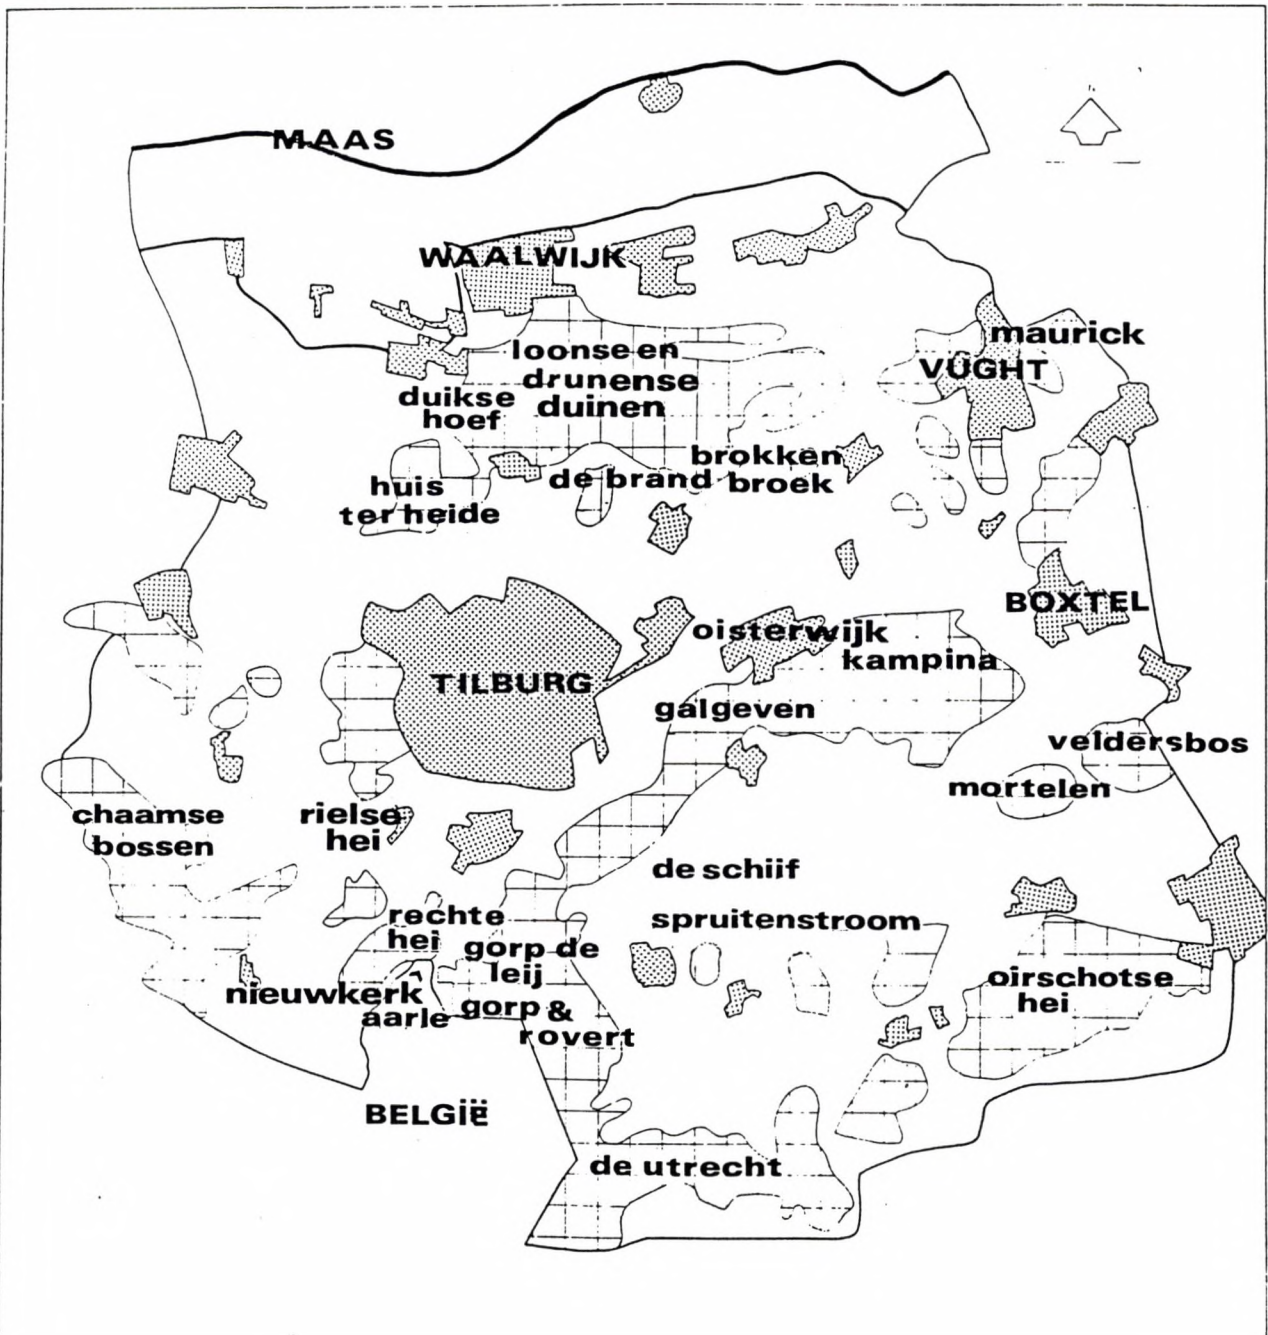 MAAS
WAALWIJK
maurick
VUGHT
loonse en
drunense
duinen
duikse
hoef
brokken
broek
de brand
huis
ter heide
BOXTEL
oisterwijk
kampina
TILBURG
galgeven
veldersbos
mortelen
chaamse
bossen
rielse
hei
de schijf
spruitenstroom
rechte
hei
gorp de
leij
oirschotse
hei
nieuwkerk
aarle
gorp &
rovert
BELGIË
de utrecht